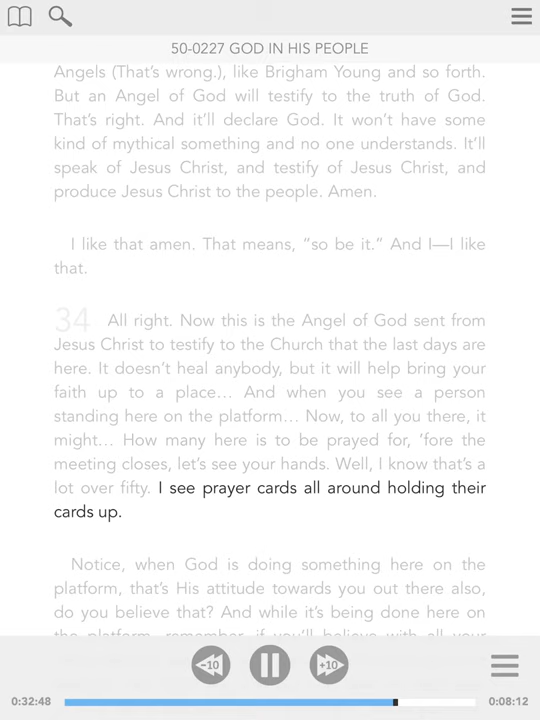 50-0227 GOD IN HIS PEOPLE
Angels (That's wrong.), like Brigham Young and so forth.
But an Angel of God will testify to the truth of God.
That's right. And it'll declare God. It won't have some
kind of mythical something and no one understands. It'll
speak of Jesus Christ, and testify of Jesus Christ, and
produce Jesus Christ to the people. Amen.
I like that amen. That means, “so be it.” And I—I like
that.
34 All right. Now this is the Angel of God sent from
Jesus Christ to testify to the Church that the last days are
here. It doesn't heal anybody, but it will help bring your
faith up to a place… And when you see a person
standing here on the platform… Now, to all you there, it
might… How many here is to be prayed for, 'fore the
meeting closes, let's see your hands. Well, I know that's a
lot over fifty. I see prayer cards all around holding their
cards up.
Notice, when God is doing something here on the
platform, that's His attitude towards you out there also,
do you believe that? And while it's being done here on
the platform, remember, if you'll believe with all your
-10
+10
0:32:48
0:08:12